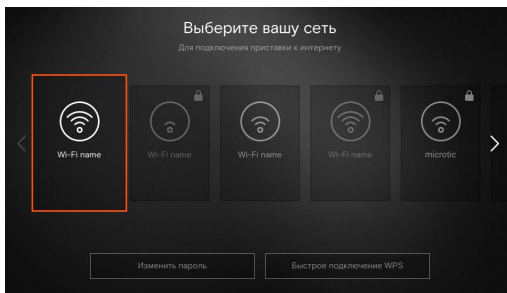 Выберите вашу сеть
Для подключения приставки к интернету
Wi-Fi name
Wi-Fi name
Wi-Fi name
Wi-Fi name
microtic
Изменить пароль
Быстрое подключение WPS